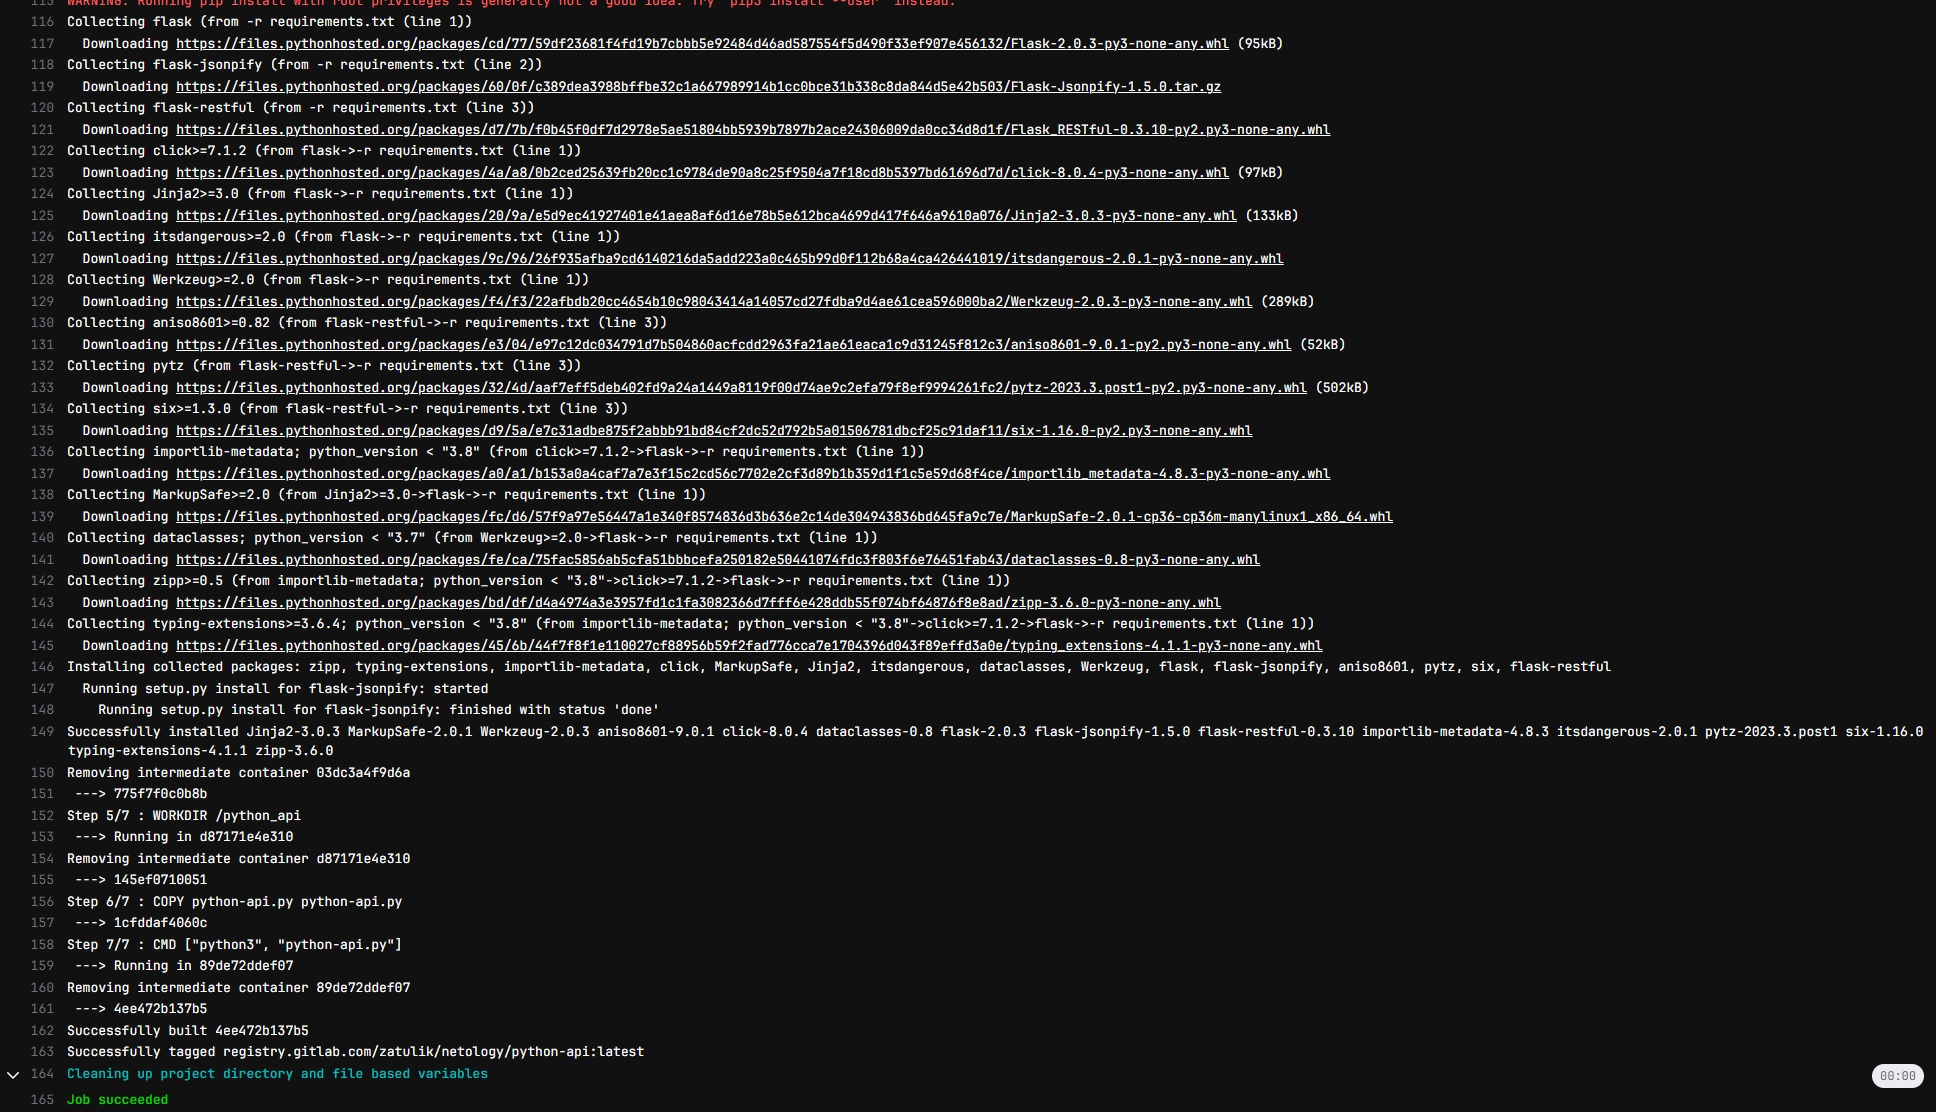 115 WARNING: Running pip install with root privileges is generally not a good idea. Try `pip3 install --user` instead.
116 Collecting flask (from -r requirements.txt (line 1))
117 Downloading https://files.pythonhosted.org/packages/cd/77/59df23681f4fd19b7cbbb5e92484d46ad587554f5d490f33ef907e456132/Flask-2.0.3-py3-none-any.whl (95kB)
118 Collecting flask-jsonpify (from -r requirements.txt (line 2))
119 Downloading https://files.pythonhosted.org/packages/60/0f/c389dea3988bffbe32c1a667989914b1cc0bce31b338c8da844d5e42b503/Flask-Jsonpify-1.5.0.tar.gz
120 Collecting flask-restful (from -r requirements.txt (line 3))
121 Downloading https://files.pythonhosted.org/packages/d7/7b/f0b45f0df7d2978e5ae51804bb5939b7897b2ace24306009da0cc34d8d1f/Flask_RESTful-0.3.10-py2.py3-none-any.whl
122 Collecting click>=7.1.2 (from flask->-r requirements.txt (line 1))
123 Downloading https://files.pythonhosted.org/packages/4a/a8/0b2ced25639fb20cc1c9784de90a8c25f9504a7f18cd8b5397bd61696d7d/click-8.0.4-py3-none-any.whl (97kB)
124 Collecting Jinja2>=3.0 (from flask->-r requirements.txt (line 1))
125 Downloading https://files.pythonhosted.org/packages/20/9a/e5d9ec41927401e41aea8af6d16e78b5e612bca4699d417f646a9610a076/Jinja2-3.0.3-py3-none-any.whl (133kB)
126 Collecting itsdangerous>=2.0 (from flask->-r requirements.txt (line 1))
127 Downloading https://files.pythonhosted.org/packages/9c/96/26f935afba9cd6140216da5add223a0c465b99d0f112b68a4ca426441019/itsdangerous-2.0.1-py3-none-any.whl
128 Collecting Werkzeug>=2.0 (from flask->-r requirements.txt (line 1))
129 Downloading https://files.pythonhosted.org/packages/f4/f3/22afbdb20cc4654b10c98043414a14057cd27fdba9d4ae61cea596000ba2/Werkzeug-2.0.3-py3-none-any.whl (289kB)
130 Collecting aniso8601>=0.82 (from flask-restful->-r requirements.txt (line 3))
131 Downloading https://files.pythonhosted.org/packages/e3/04/e97c12dc034791d7b504860acfcdd2963fa21ae61eaca1c9d31245f812c3/aniso8601-9.0.1-py2.py3-none-any.whl (52kB)
132 Collecting pytz (from flask-restful->-r requirements.txt (line 3))
133 Downloading https://files.pythonhosted.org/packages/32/4d/aaf7eff5deb402fd9a24a1449a8119f00d74ae9c2efa79f8ef9994261fc2/pytz-2023.3.post1-py2.py3-none-any.whl (502kB)
134 Collecting six>=1.3.0 (from flask-restful->-r requirements.txt (line 3))
135 Downloading https://files.pythonhosted.org/packages/d9/5a/e7c31adbe875f2abbb91bd84cf2dc52d792b5a01506781dbcf25c91daf11/six-1.16.0-py2.py3-none-any.whl
136 Collecting importlib-metadata; python_version < "3.8" (from click>=7.1.2->flask->-r requirements.txt (line 1))
137 Downloading https://files.pythonhosted.org/packages/a0/a1/b153a0a4caf7a7e3f15c2cd56c7702e2cf3d89b1b359d1f1c5e59d68f4ce/importlib_metadata-4.8.3-py3-none-any.whl
138 Collecting MarkupSafe>=2.0 (from Jinja2>=3.0->flask->-r requirements.txt (line 1))
139 Downloading https://files.pythonhosted.org/packages/fc/d6/57f9a97e56447a1e340f8574836d3b636e2c14de304943836bd645fa9c7e/MarkupSafe-2.0.1-cp36-cp36m-manylinux1_x86_64.whl
140 Collecting dataclasses; python_version < "3.7" (from Werkzeug>=2.0->flask->-r requirements.txt (line 1))
141 Downloading https://files.pythonhosted.org/packages/fe/ca/75fac5856ab5cfa51bbbcefa250182e50441074fdc3f803f6e76451fab43/dataclasses-0.8-py3-none-any.whl
142 Collecting zipp>=0.5 (from importlib-metadata; python_version < "3.8"->click>=7.1.2->flask->-r requirements.txt (line 1))
143 Downloading https://files.pythonhosted.org/packages/bd/df/d4a4974a3e3957fd1c1fa3082366d7fff6e428ddb55f074bf64876f8e8ad/zipp-3.6.0-py3-none-any.whl
144 Collecting typing-extensions>=3.6.4; python_version < "3.8" (from importlib-metadata; python_version < "3.8"->click>=7.1.2->flask->-r requirements.txt (line 1))
145 Downloading https://files.pythonhosted.org/packages/45/6b/44f7f8f1e110027cf88956b59f2fad776cca7e1704396d043f89effd3a0e/typing_extensions-4.1.1-py3-none-any.whl
146 Installing collected packages: zipp, typing-extensions, importlib-metadata, click, MarkupSafe, Jinja2, itsdangerous, dataclasses, Werkzeug, flask, flask-jsonpify, aniso8601, pytz, six, flask-restful
147 Running setup.py install for flask-jsonpify: started
148 Running setup.py install for flask-jsonpify: finished with status 'done'
149 Successfully installed Jinja2-3.0.3 MarkupSafe-2.0.1 Werkzeug-2.0.3 aniso8601-9.0.1 click-8.0.4 dataclasses-0.8 flask-2.0.3 flask-jsonpify-1.5.0 flask-restful-0.3.10 importlib-metadata-4.8.3 itsdangerous-2.0.1 pytz-2023.3.post1 six-1.16.0
typing-extensions-4.1.1 zipp-3.6.0
150 Removing intermediate container 03dc3a4f9d6a
151 ---> 775f7f0c0b8b
152 Step 5/7 : WORKDIR /python_api
153 ---> Running in d87171e4e310
154 Removing intermediate container d87171e4e310
155 ---> 145ef0710051
156 Step 6/7 : COPY python-api.py python-api.py
157 ---> 1cfddaf4060c
158 Step 7/7 : CMD ["python3", "python-api.py"]
159 ---> Running in 89de72ddef07
160 Removing intermediate container 89de72ddef07
161 ---> 4ee472b137b5
162 Successfully built 4ee472b137b5
163 Successfully tagged registry.gitlab.com/zatulik/netology/python-api:latest
164 Cleaning up project directory and file based variables 00:00
165 Job succeeded